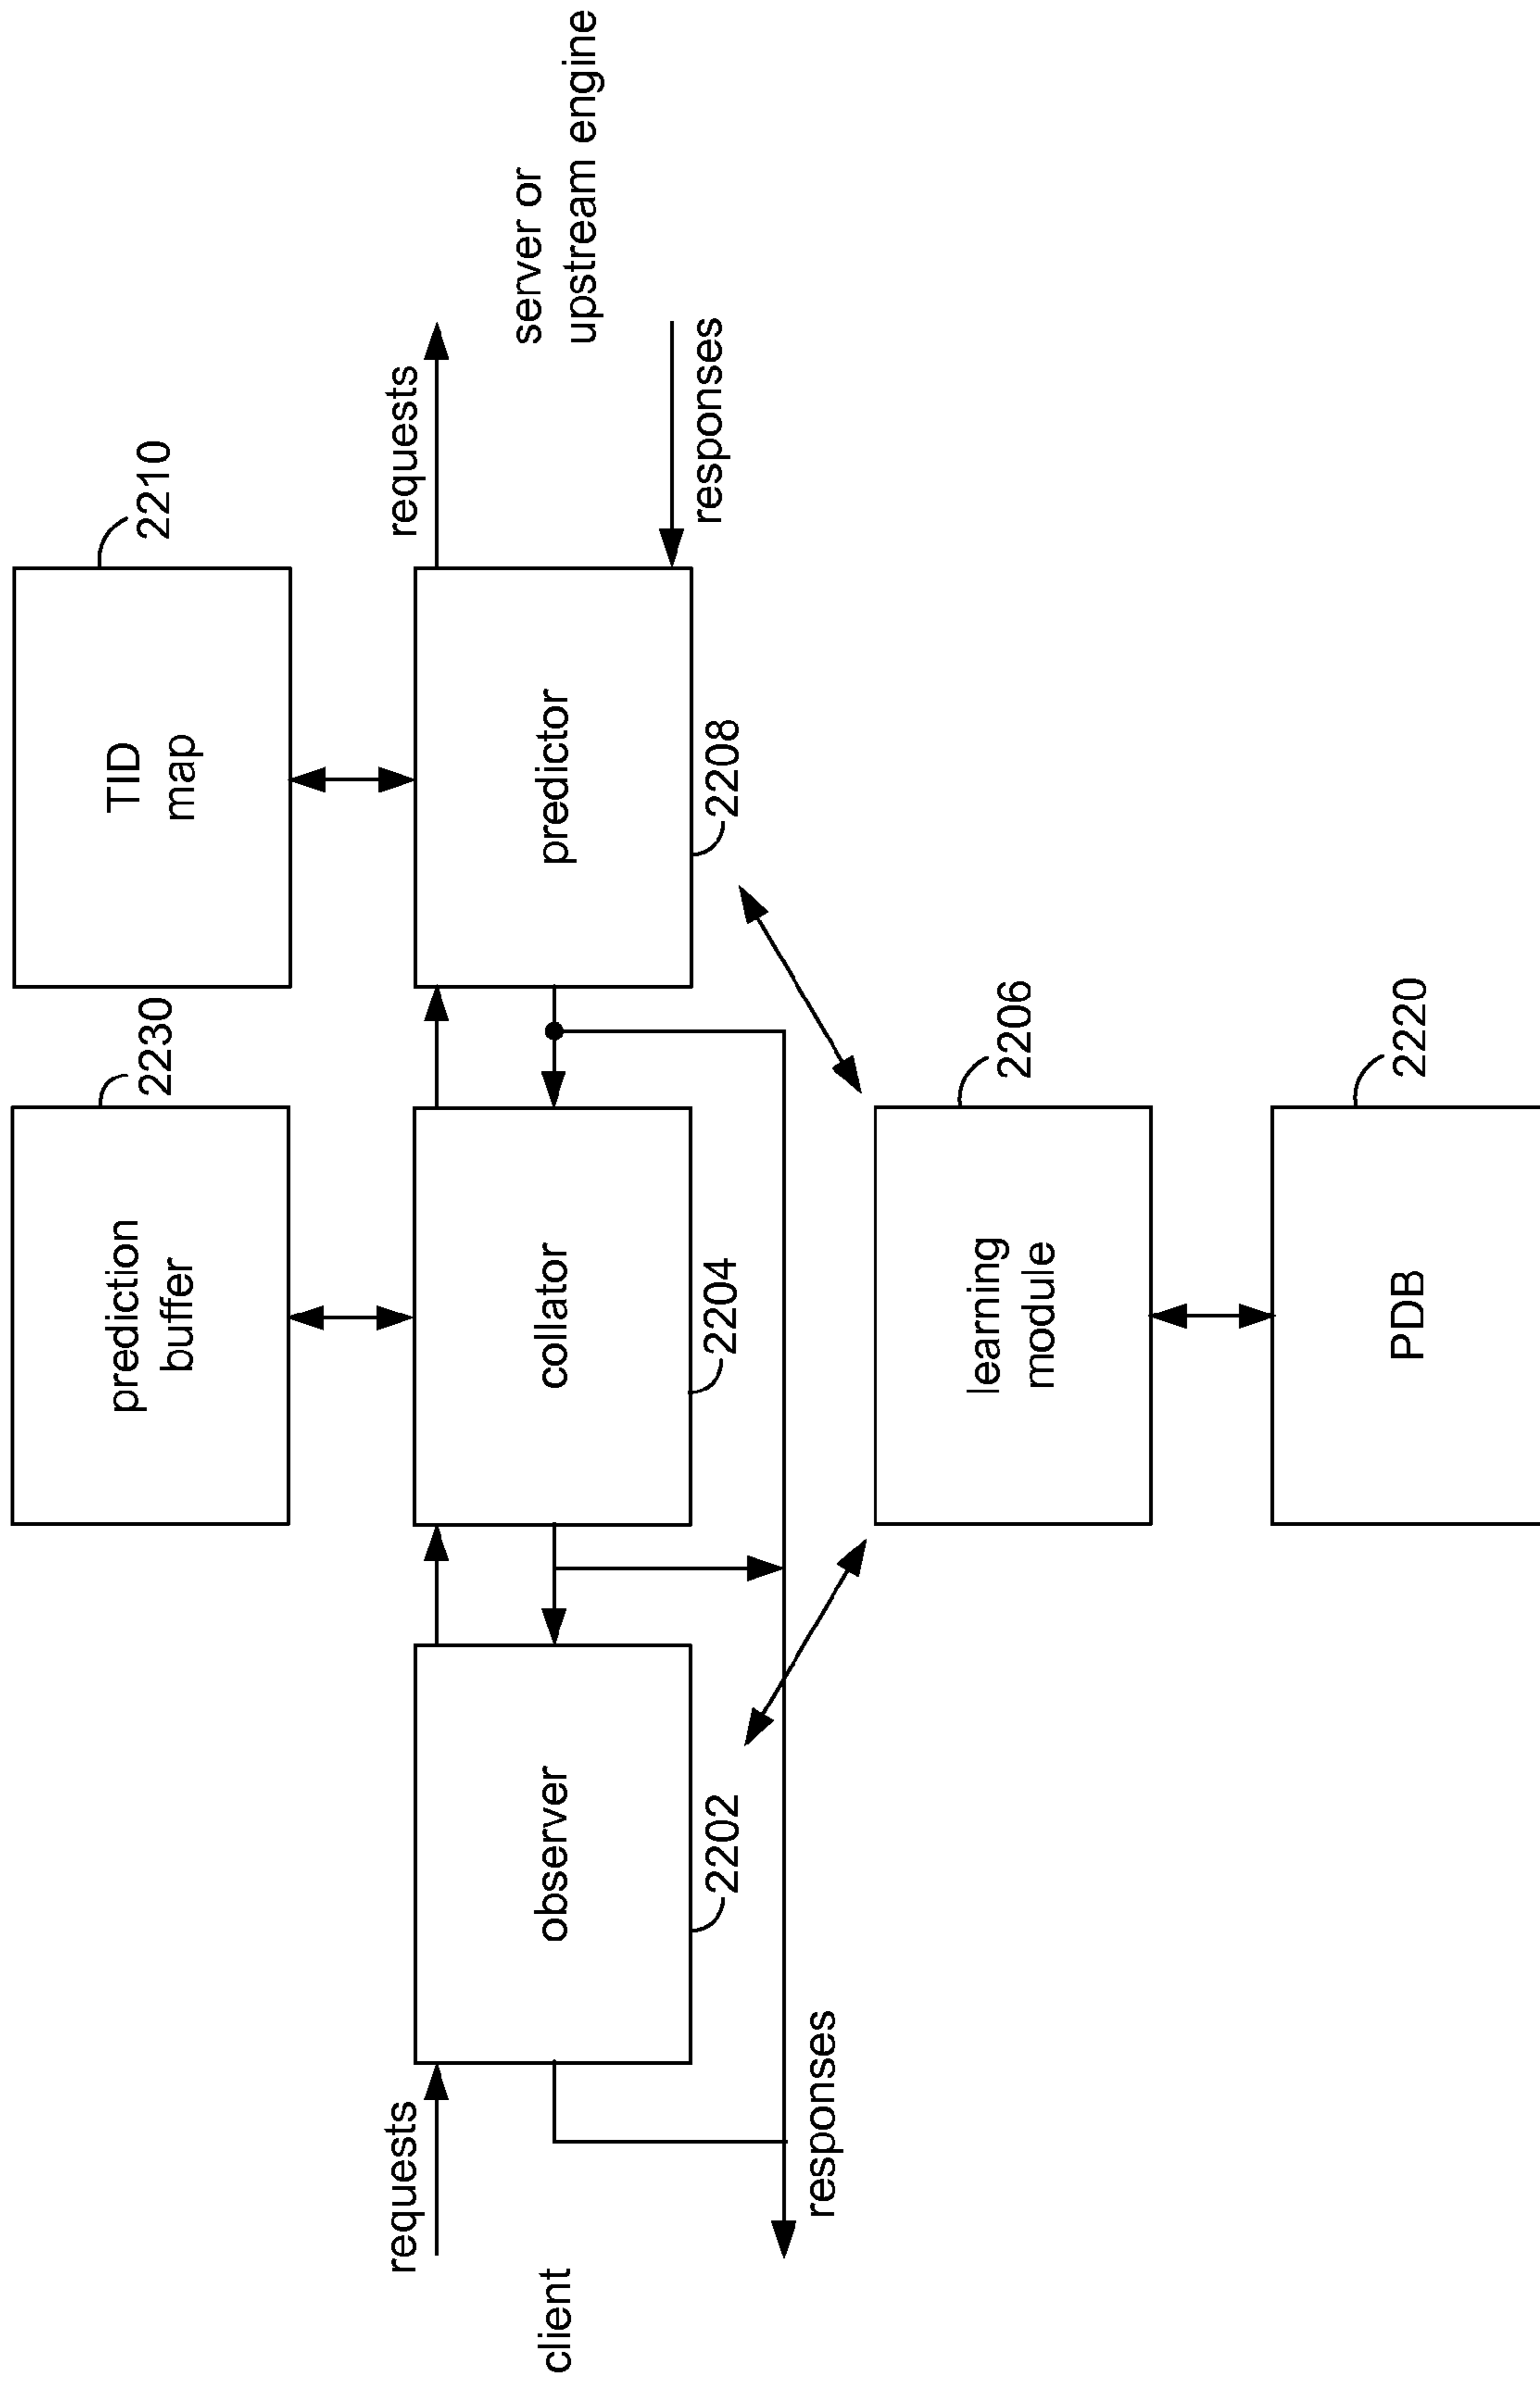 prediction
buffer
2230
TID
map
2210
requests
observer
2202
collator
2204
predictor
2208
requests
client
responses
server or
upstream engine
responses
learning
module
2206
PDB
2220